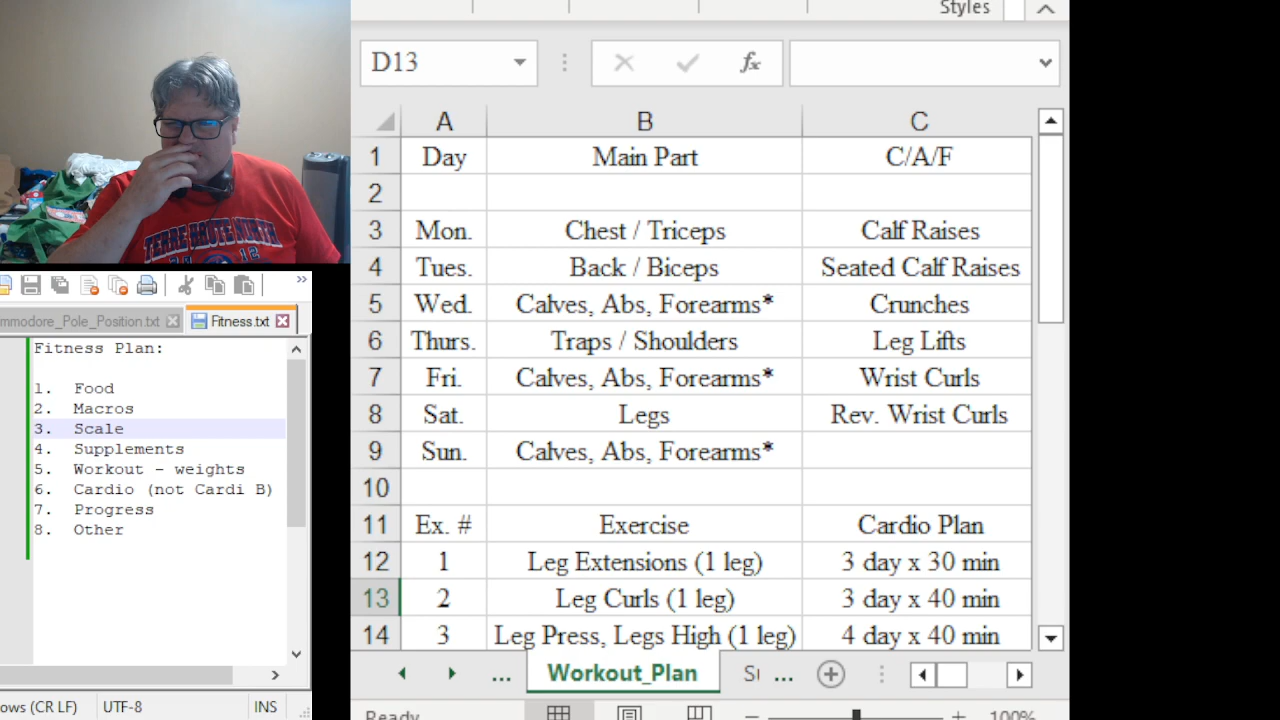 TERRE HAUTE NORTH
mmodore_Pole_Position.txt
Fitness.txt
Fitness Plan:
1. Food
2. Macros
3. Scale
4. Supplements
5. Workout - weights
6. Cardio (not Cardi B)
7. Progress
8. Other
ows (CR LF) UTF-8 INS
Styles
D13 fx
A B C
1 Day Main Part C/A/F
2
3 Mon. Chest / Triceps Calf Raises
4 Tues. Back / Biceps Seated Calf Raises
5 Wed. Calves, Abs, Forearms* Crunches
6 Thurs. Traps / Shoulders Leg Lifts
7 Fri. Calves, Abs, Forearms* Wrist Curls
8 Sat. Legs Rev. Wrist Curls
9 Sun. Calves, Abs, Forearms*
10
11 Ex. # Exercise Cardio Plan
12 1 Leg Extensions (1 leg) 3 day x 30 min
13 2 Leg Curls (1 leg) 3 day x 40 min
14 3 Leg Press, Legs High (1 leg) 4 day x 40 min
... Workout_Plan Su ...
Ready 100%